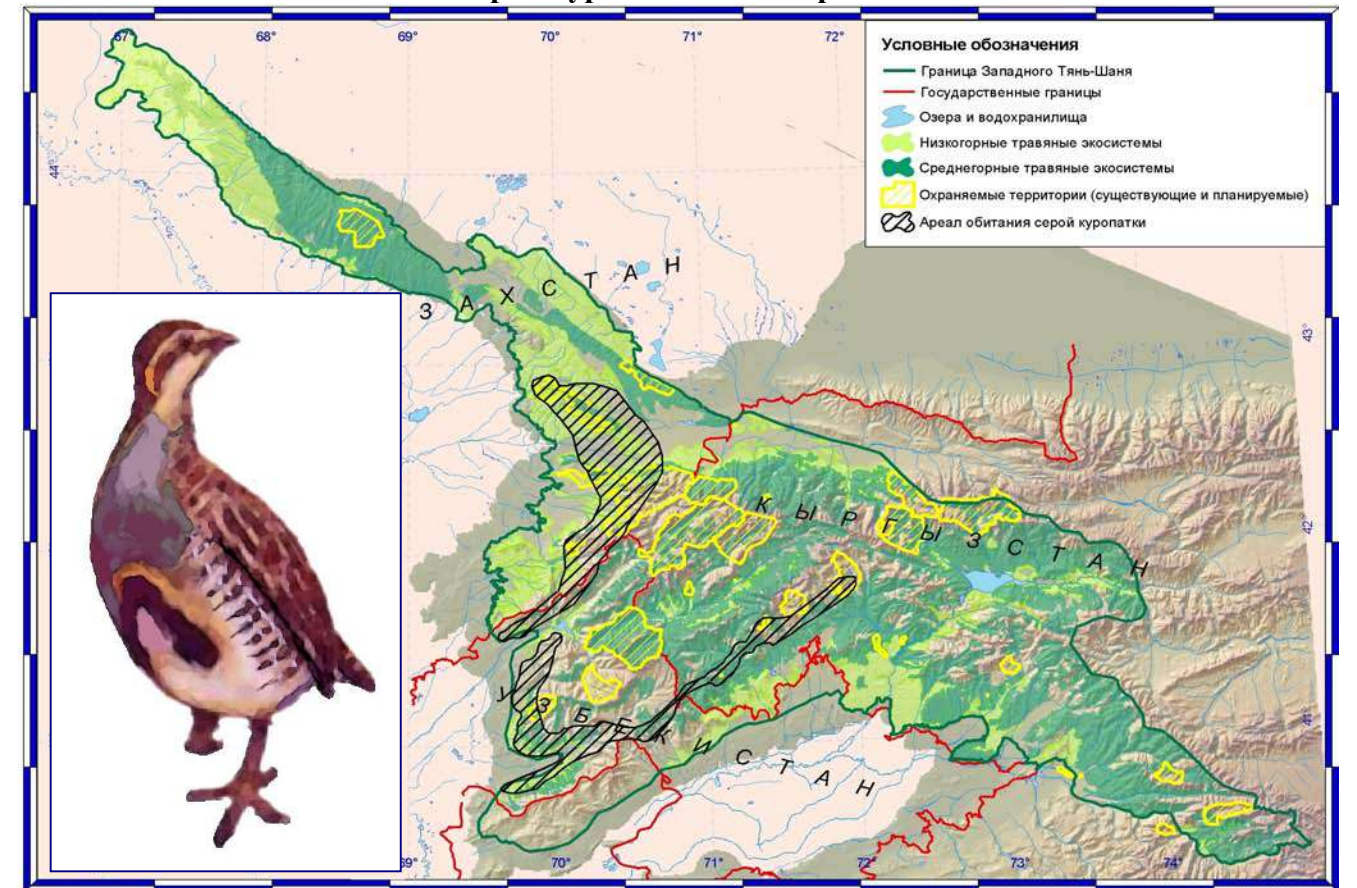 67° 68° 69° 70° 71° 72°
Условные обозначения
Граница Западного Тянь-Шаня
Государственные границы
Озера и водохранилища
Низкогорные травяные экосистемы
Среднегорные травяные экосистемы
Охраняемые территории (существующие и планируемые)
Ареал обитания серой куропатки
44
З А Х С Т А Н
43°
К Ы Р Г Ы З С Т А Н
42°
У З Б Е К И С Т А Н
41
69° 70° 71° 72° 73° 74°